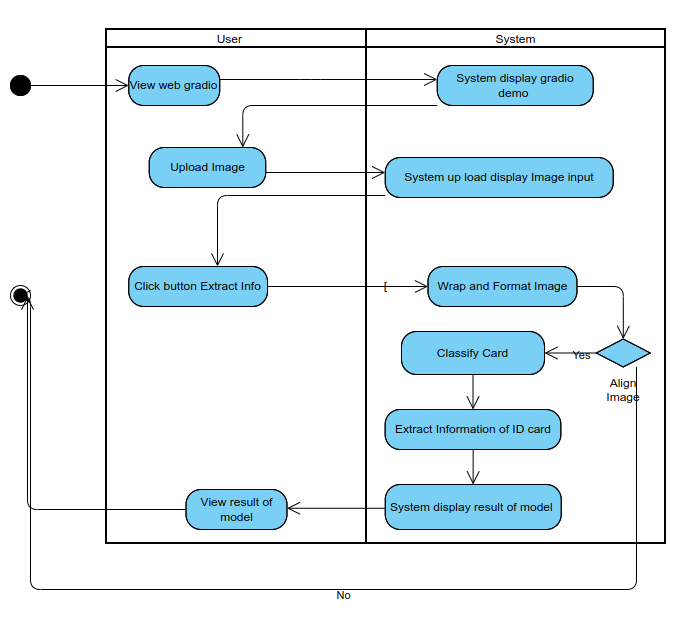 User
System
View web gradio
System display gradio
demo
Upload Image
System up load display Image input
Click button Extract Info
[
Wrap and Format Image
Classify Card
Yes
Align
Image
Extract Information of ID card
View result of
model
System display result of model
No